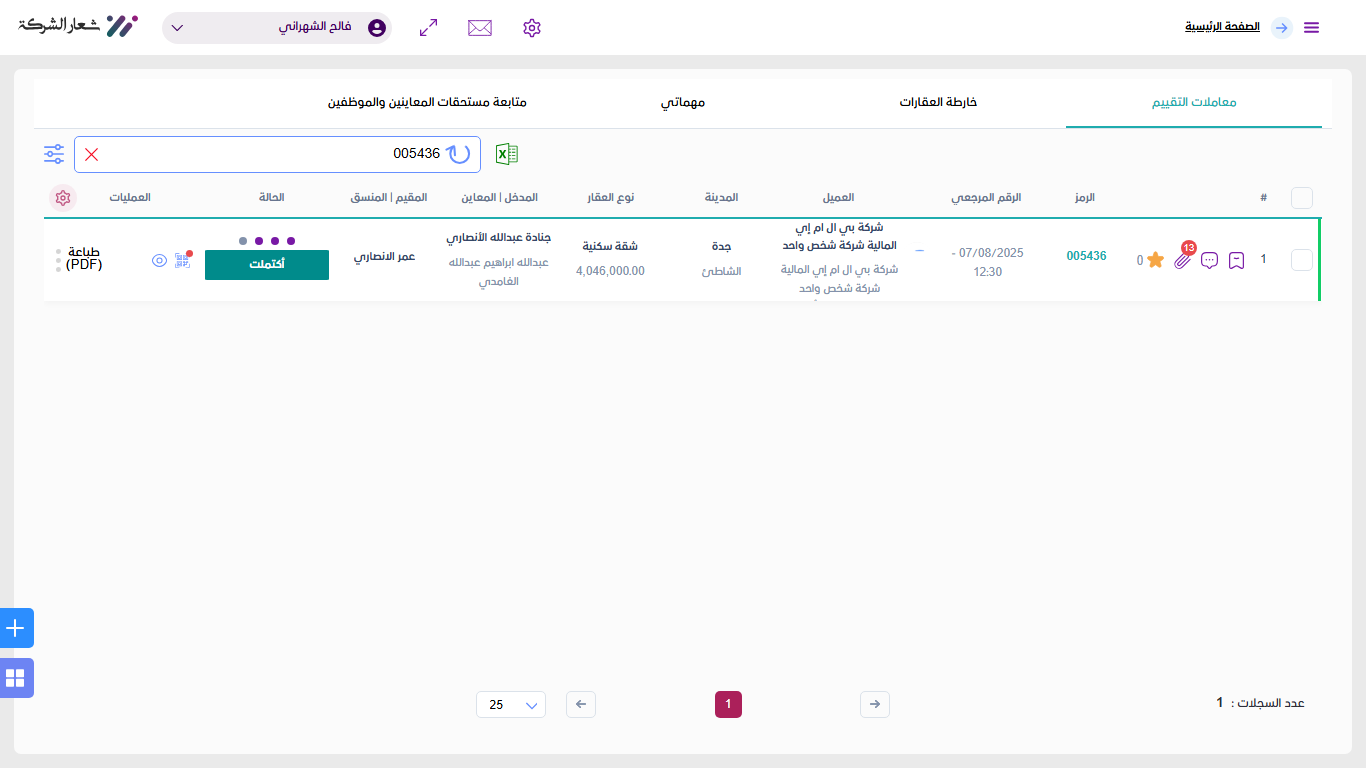 الصفحة الرئيسية
فالح الشهراني
شعار الشركة
معاملات التقييم
خارطة العقارات
مهماتي
متابعة مستحقات المعاينين والموظفين
005436
#
الرمز
الرقم المرجعي
العميل
المدينة
نوع العقار
المدخل | المعاين
المقيم | المنسق
الحالة
العمليات
1
13
0
005436
07/08/2025 -
12:30
شركة بي ال ام إي
المالية شركة شخص واحد
شركة بي ال ام إي المالية
شركة شخص واحد
جدة
الشاطئ
شقة سكنية
4,046,000.00
جنادة عبدالله الأنصاري
عبدالله ابراهيم عبدالله
الغامدي
عمر الانصاري
أكتملت
طباعة
(PDF)
عدد السجلات : 1
1
25